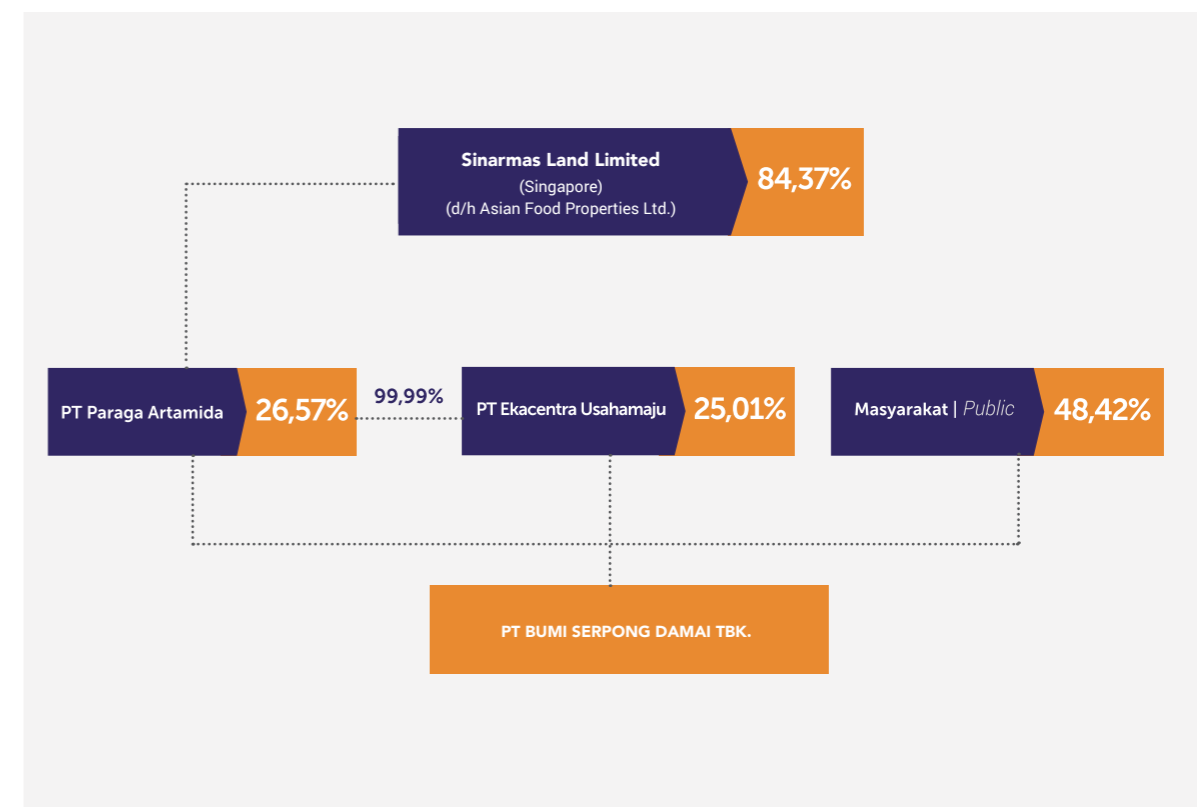 Sinarmas Land Limited
(Singapore)
(d/h Asian Food Properties Ltd.)
84,37%
PT Paraga Artamida
26,57%
99,99%
PT Ekacentra Usahamaju
25,01%
Masyarakat | Public
48,42%
PT BUMI SERPONG DAMAI TBK.